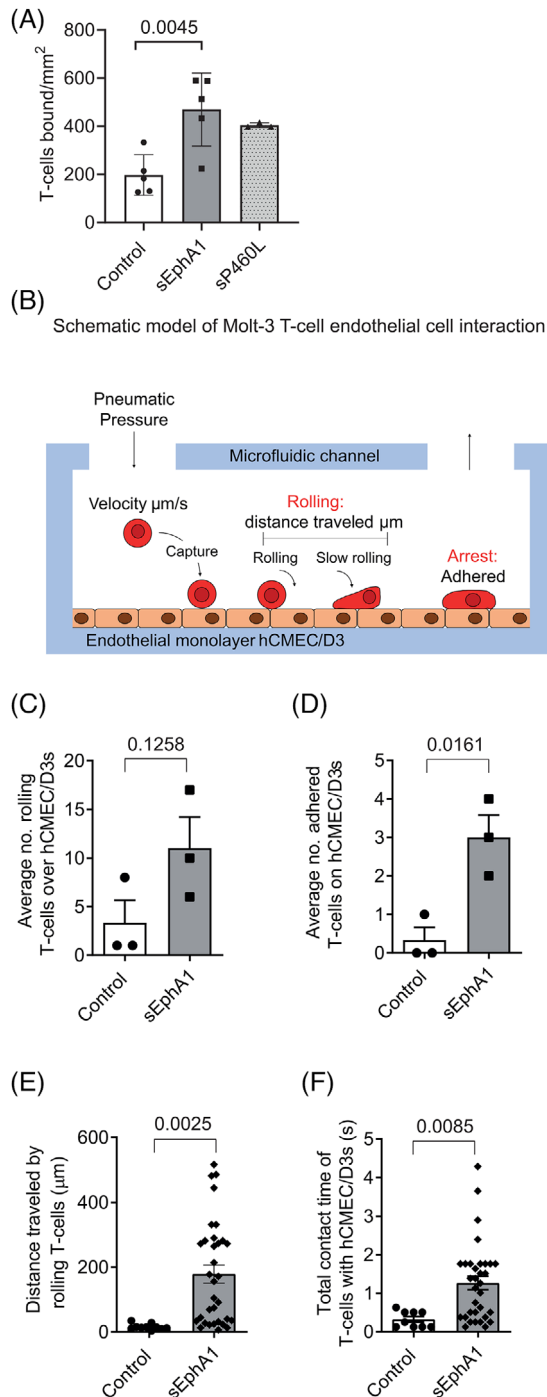 (A)
0.0045
T-cells bound/mm²
800
600
400
200
0
Control
sEphA1
sP460L
(B)
Schematic model of Molt-3 T-cell endothelial cell interaction
Pneumatic
Pressure
Microfluidic channel
Velocity μm/s
Rolling:
distance traveled μm
Capture
Rolling
Slow rolling
Arrest:
Adhered
Endothelial monolayer hCMEC/D3
(C)
0.1258
Average no. rolling
T-cells over hCMEC/D3s
20
15
10
5
0
Control
sEphA1
(D)
0.0161
Average no. adhered
T-cells on hCMEC/D3s
5
4
3
2
1
0
Control
sEphA1
(E)
0.0025
Distance traveled by
rolling T-cells (μm)
600
400
200
0
Control
sEphA1
(F)
0.0085
Total contact time of
T-cells with hCMEC/D3s (s)
5
4
3
2
1
0
Control
sEphA1